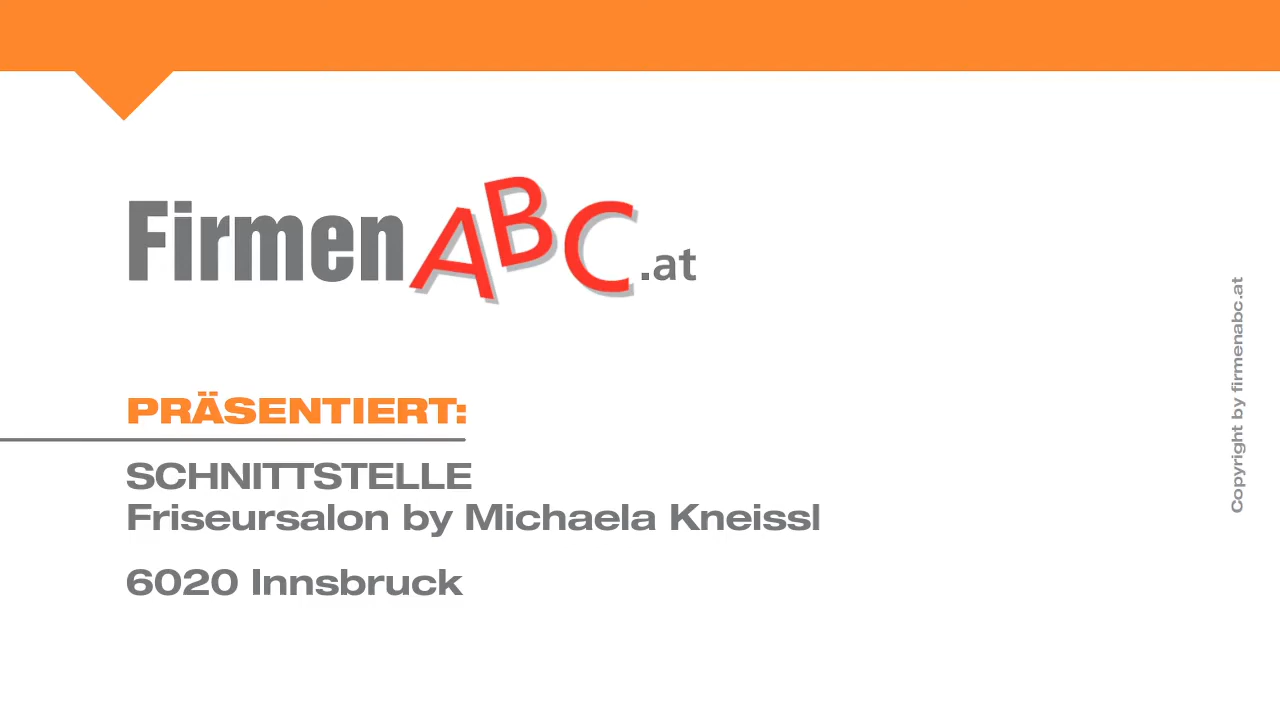 FirmenABC.at
PRÄSENTIERT:
SCHNITTSTELLE
Friseursalon by Michaela Kneissl
6020 Innsbruck
Copyright by firmenabc.at